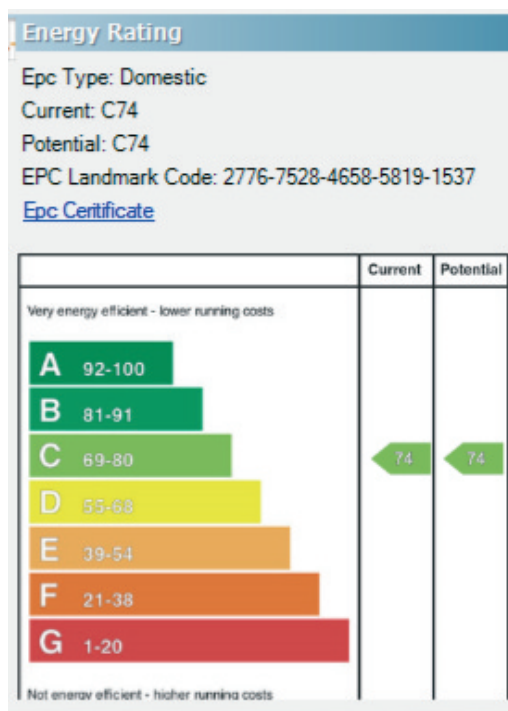 Energy Rating
Epc Type: Domestic
Current: C74
Potential: C74
EPC Landmark Code: 2776-7528-4658-5819-1537
Epc Ceritificate
Current Potential
Very energy efficient - lower running costs
A 92-100
B 81-91
C 69-80 74 74
D 55-68
E 39-54
F 21-38
G 1-20
Not energy efficient - higher running costs